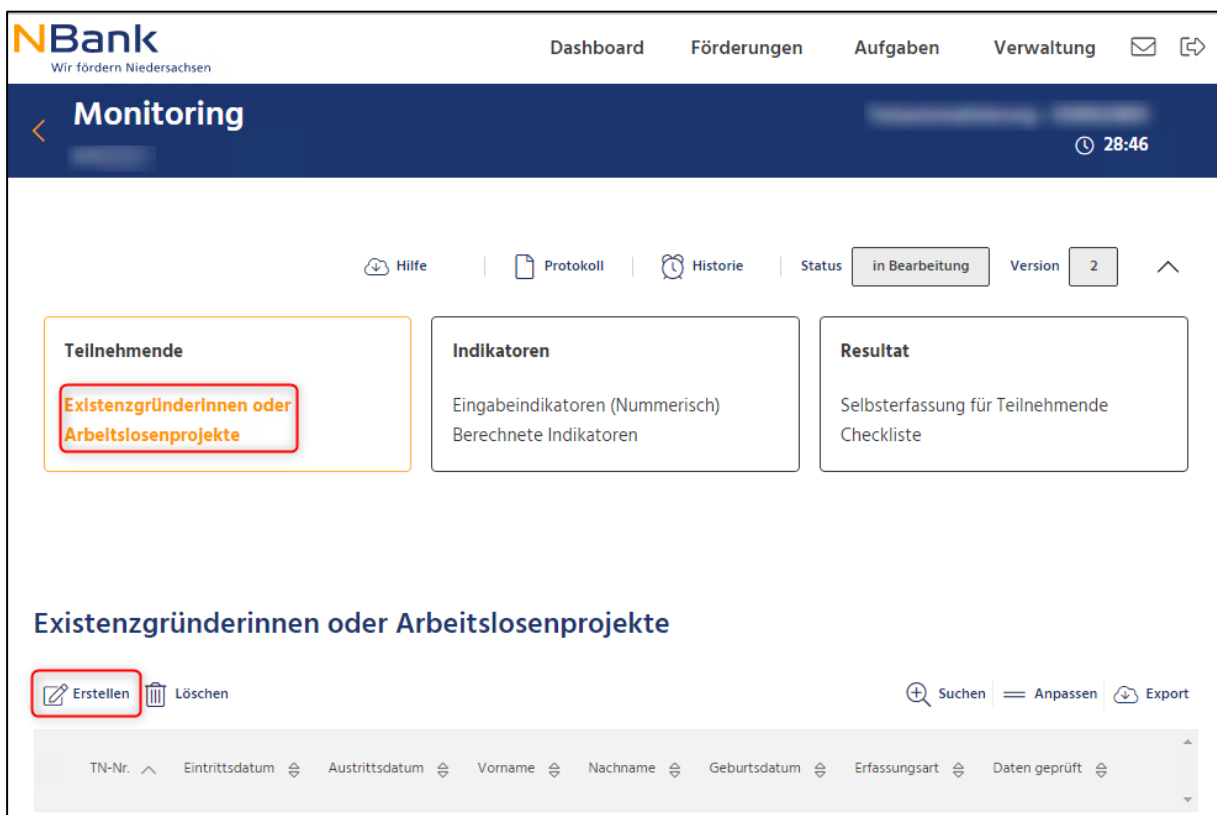 NBank
Wir fördern Niedersachsen
Dashboard Förderungen Aufgaben Verwaltung
Monitoring
28:46
Hilfe Protokoll Historie Status in Bearbeitung Version 2
Teilnehmende
Existenzgründerinnen oder
Arbeitslosenprojekte
Indikatoren
Eingabeindikatoren (Nummerisch)
Berechnete Indikatoren
Resultat
Selbsterfassung für Teilnehmende
Checkliste
Existenzgründerinnen oder Arbeitslosenprojekte
Erstellen Löschen Suchen Anpassen Export
TN-Nr. Eintrittsdatum Austrittsdatum Vorname Nachname Geburtsdatum Erfassungsart Daten geprüft